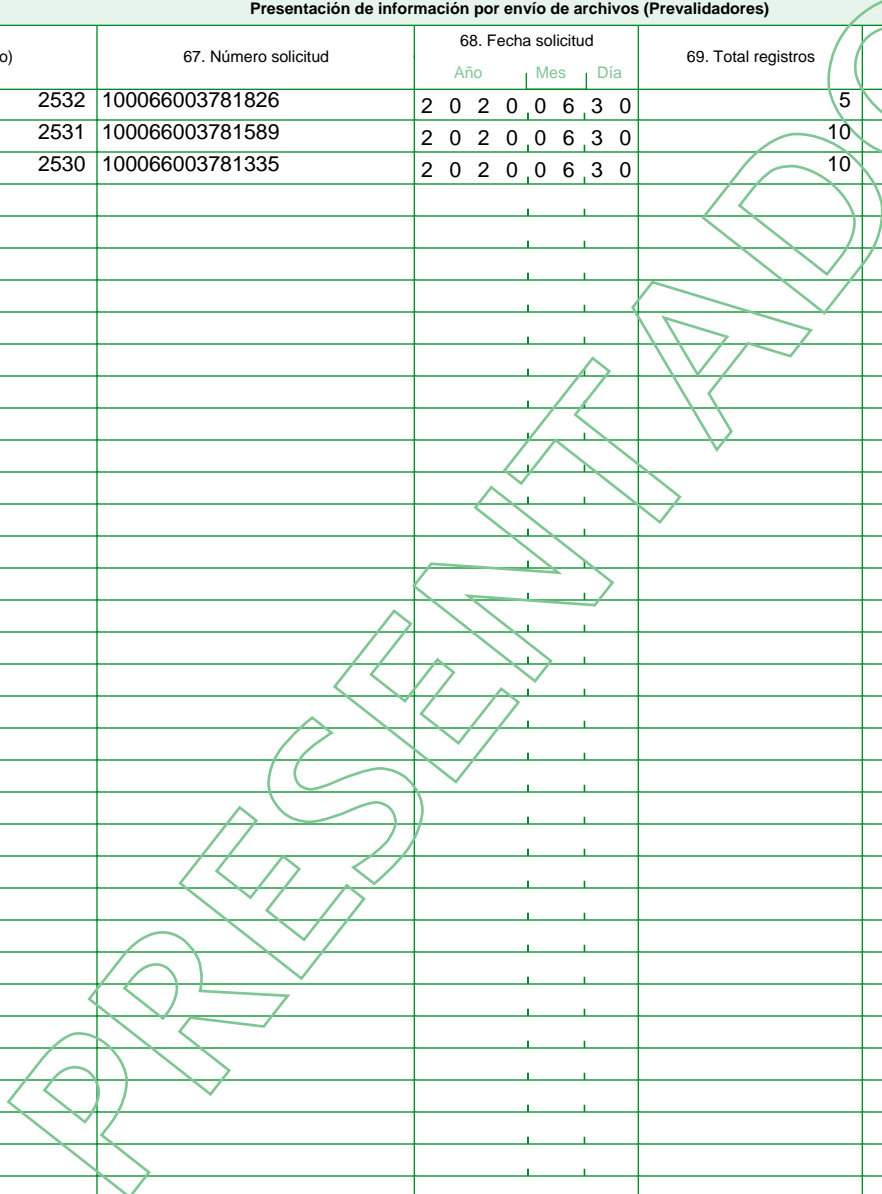 Presentación de información por envío de archivos (Prevalidadores)
o) 67. Número solicitud 68. Fecha solicitud 69. Total registros
Año Mes Día
2532 100066003781826 2 0 2 0 0 6 3 0 5
2531 100066003781589 2 0 2 0 0 6 3 0 10
2530 100066003781335 2 0 2 0 0 6 3 0 10
PRESENTADO